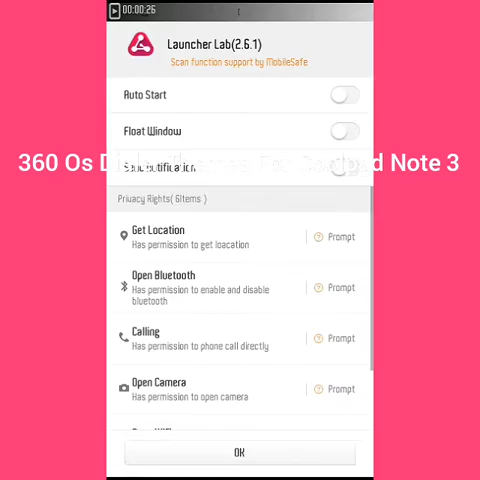 00:00:26
Launcher Lab(2.6.1)
Scan function support by MobileSafe
Auto Start
Float Window
360 Os Note 3
Send notification
Privacy Rights( 6Items )
Get Location
Prompt
Has permission to get loacation
Open Bluetooth
Has permission to enable and disable
Prompt
bluetooth
Calling
Prompt
Has permission to phone call directly
Open Camera
Prompt
Has permission to open camera
OK